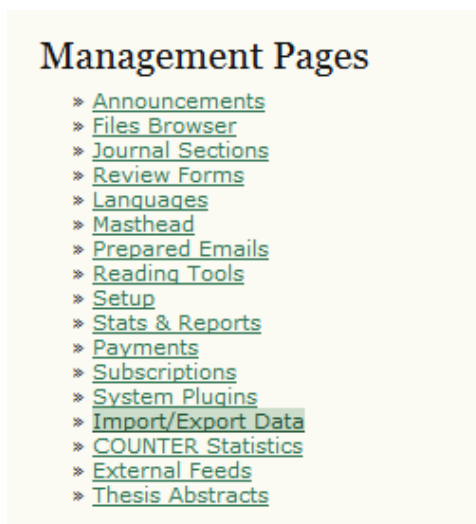 Management Pages
» Announcements
» Files Browser
» Journal Sections
» Review Forms
» Languages
» Masthead
» Prepared Emails
» Reading Tools
» Setup
» Stats & Reports
» Payments
» Subscriptions
» System Plugins
» Import/Export Data
» COUNTER Statistics
» External Feeds
» Thesis Abstracts